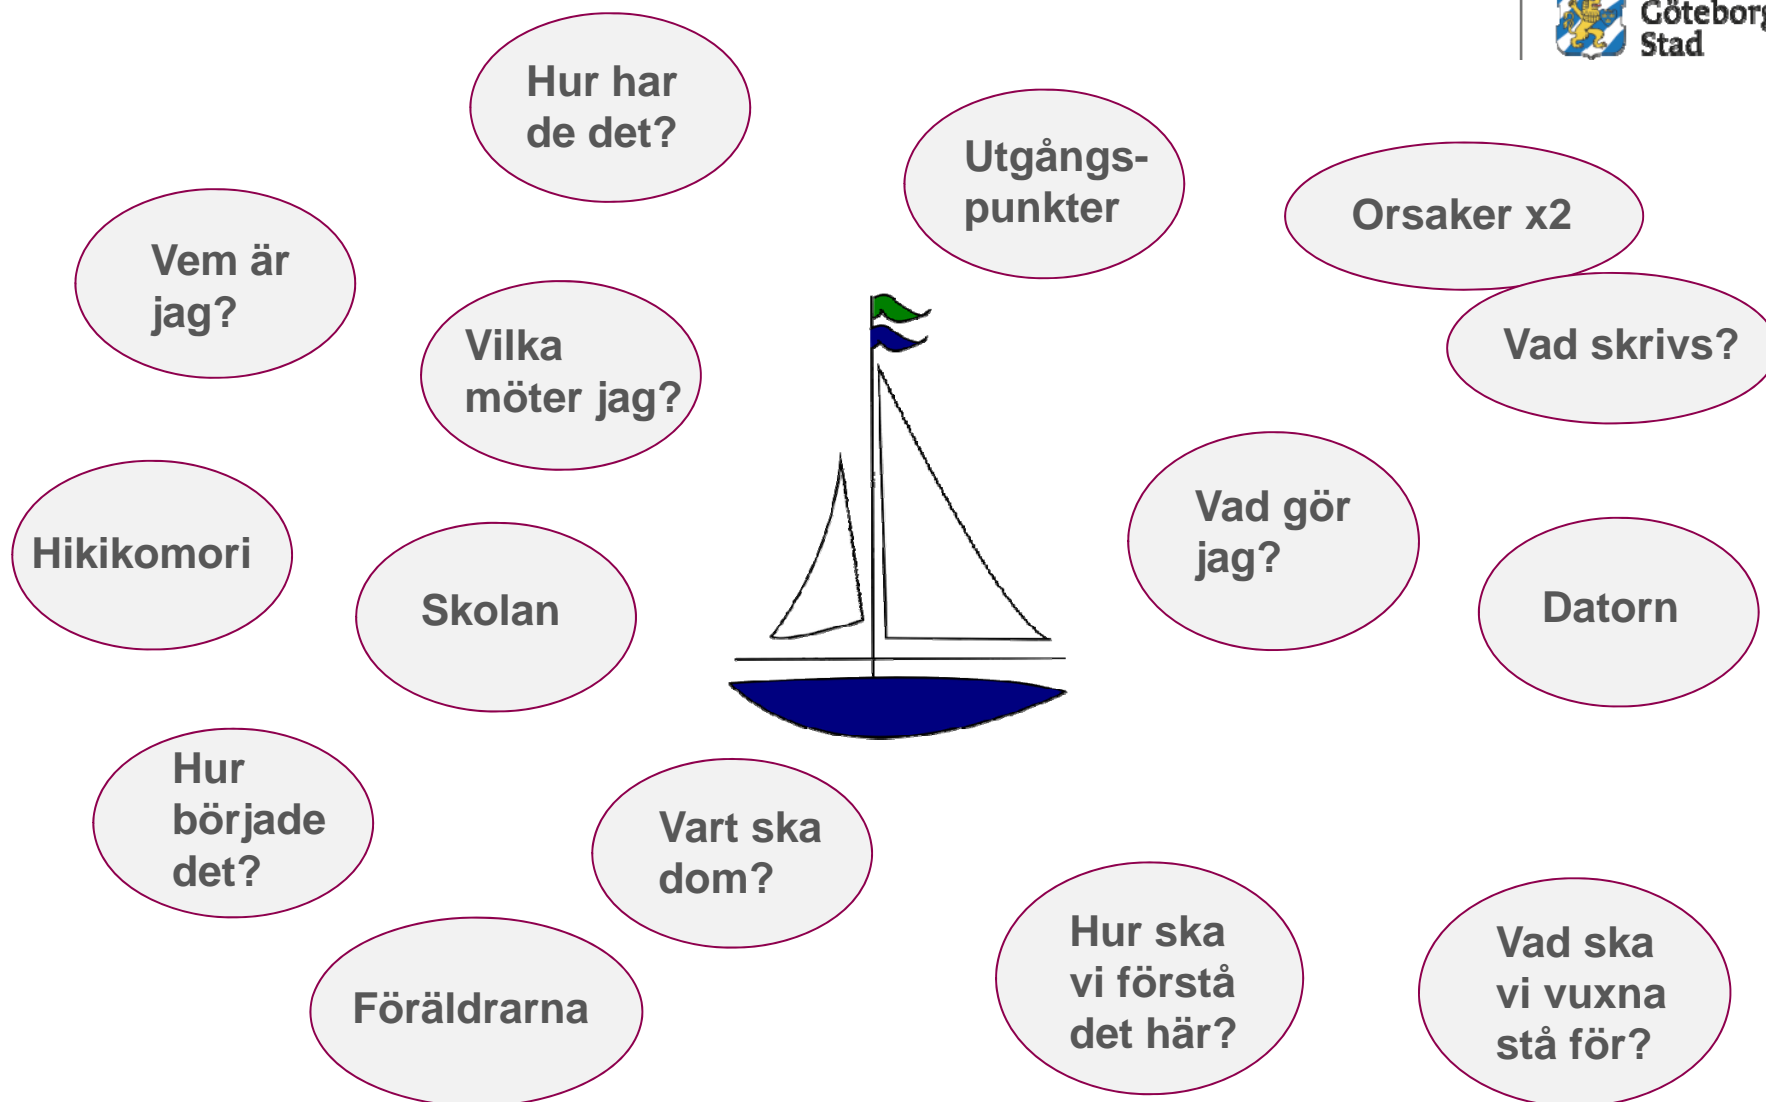 Göteborg
Stad
Hur har
de det?
Utgångs-
punkter
Orsaker x2
Vem är
jag?
Vilka
möter jag?
Vad skrivs?
Hikikomori
Skolan
Vad gör
jag?
Datorn
Hur
började
det?
Vart ska
dom?
Föräldrarna
Hur ska
vi förstå
det här?
Vad ska
vi vuxna
stå för?